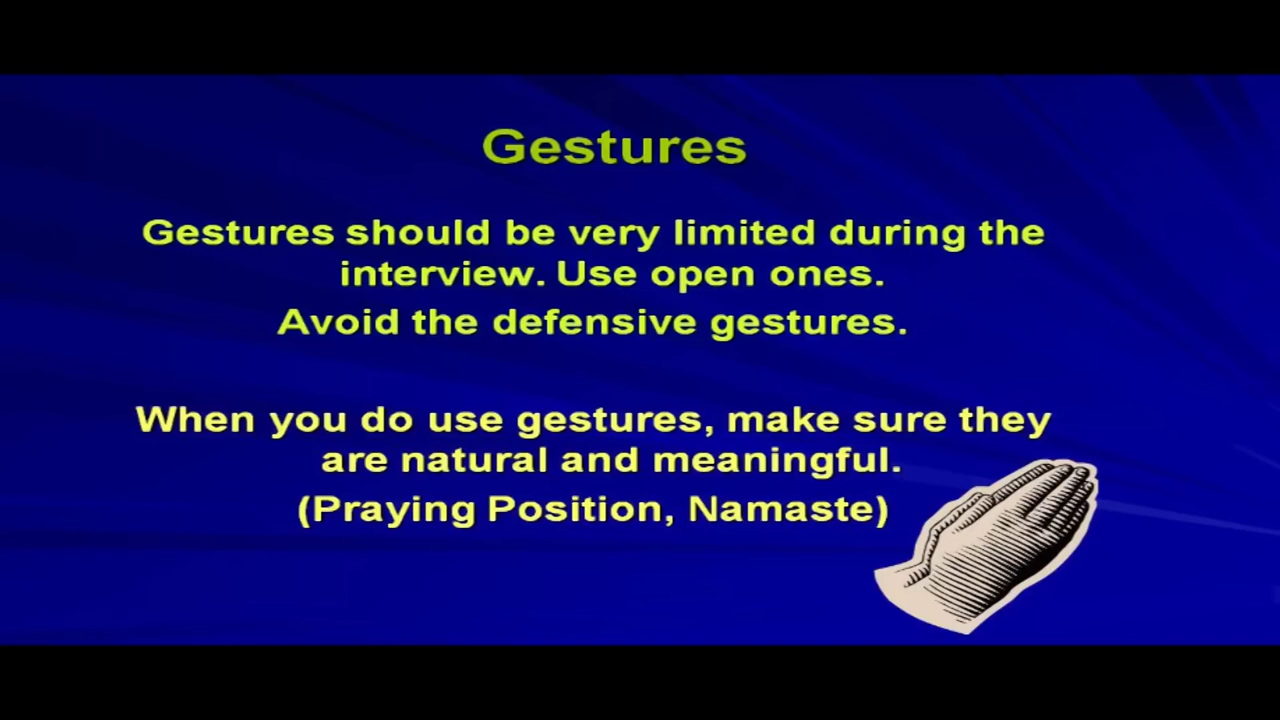 Gestures
Gestures should be very limited during the
interview. Use open ones.
Avoid the defensive gestures.
When you do use gestures, make sure they
are natural and meaningful.
(Praying Position, Namaste)